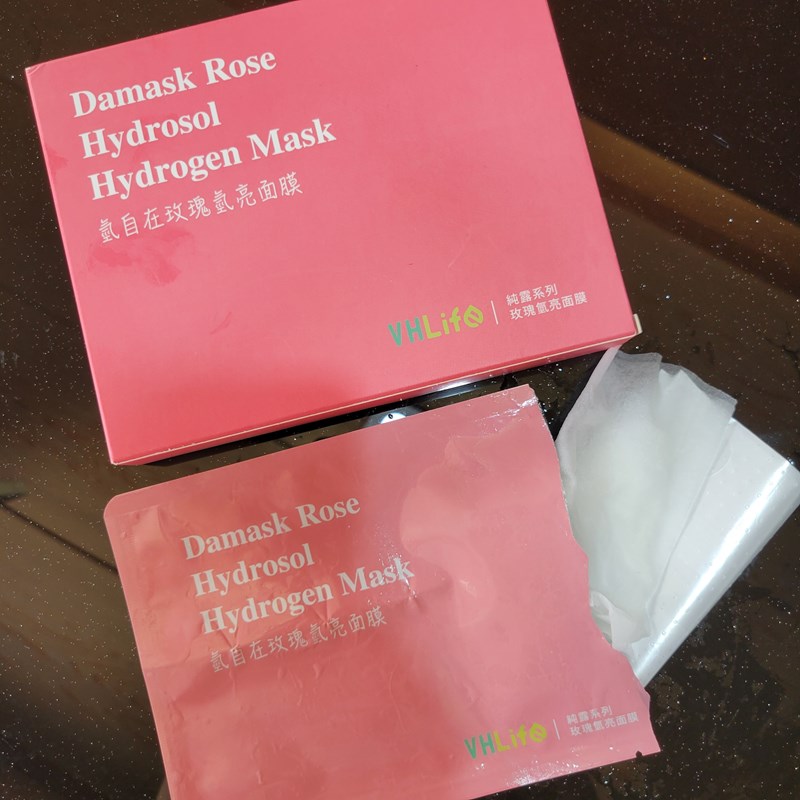 Damask Rose
Hydrosol
Hydrogen Mask
氫自在玫瑰氫亮面膜
VHLife
純露系列
玫瑰氫亮面膜
Damask Rose
Hydrosol
Hydrogen Mask
氫自在玫瑰氫亮面膜
VHLife
純露系列
玫瑰氫亮面膜